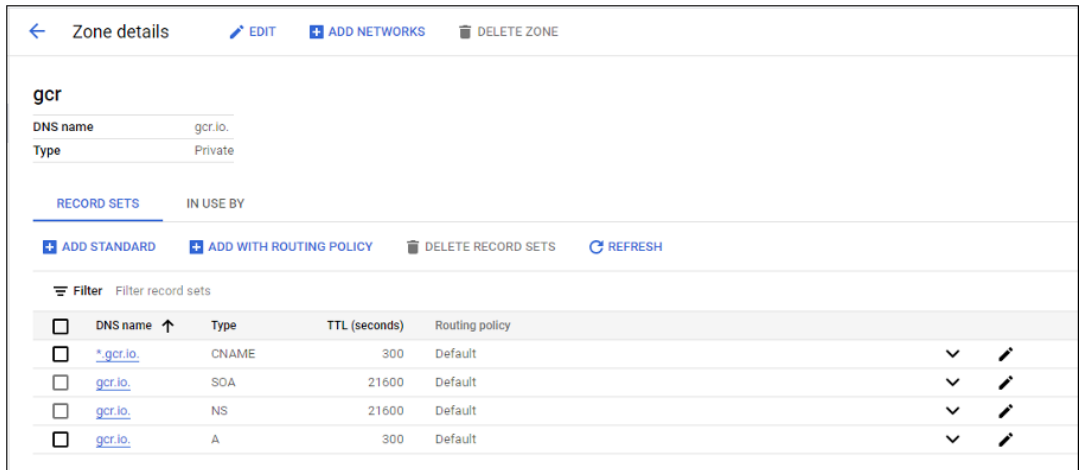 Zone details EDIT ADD NETWORKS DELETE ZONE
gcr
DNS name gcr.io.
Type Private
RECORD SETS IN USE BY
ADD STANDARD ADD WITH ROUTING POLICY DELETE RECORD SETS REFRESH
Filter Filter record sets
DNS name Type TTL (seconds) Routing policy
*.gcr.io. CNAME 300 Default
gcr.io. SOA 21600 Default
gcr.io. NS 21600 Default
gcr.io. A 300 Default